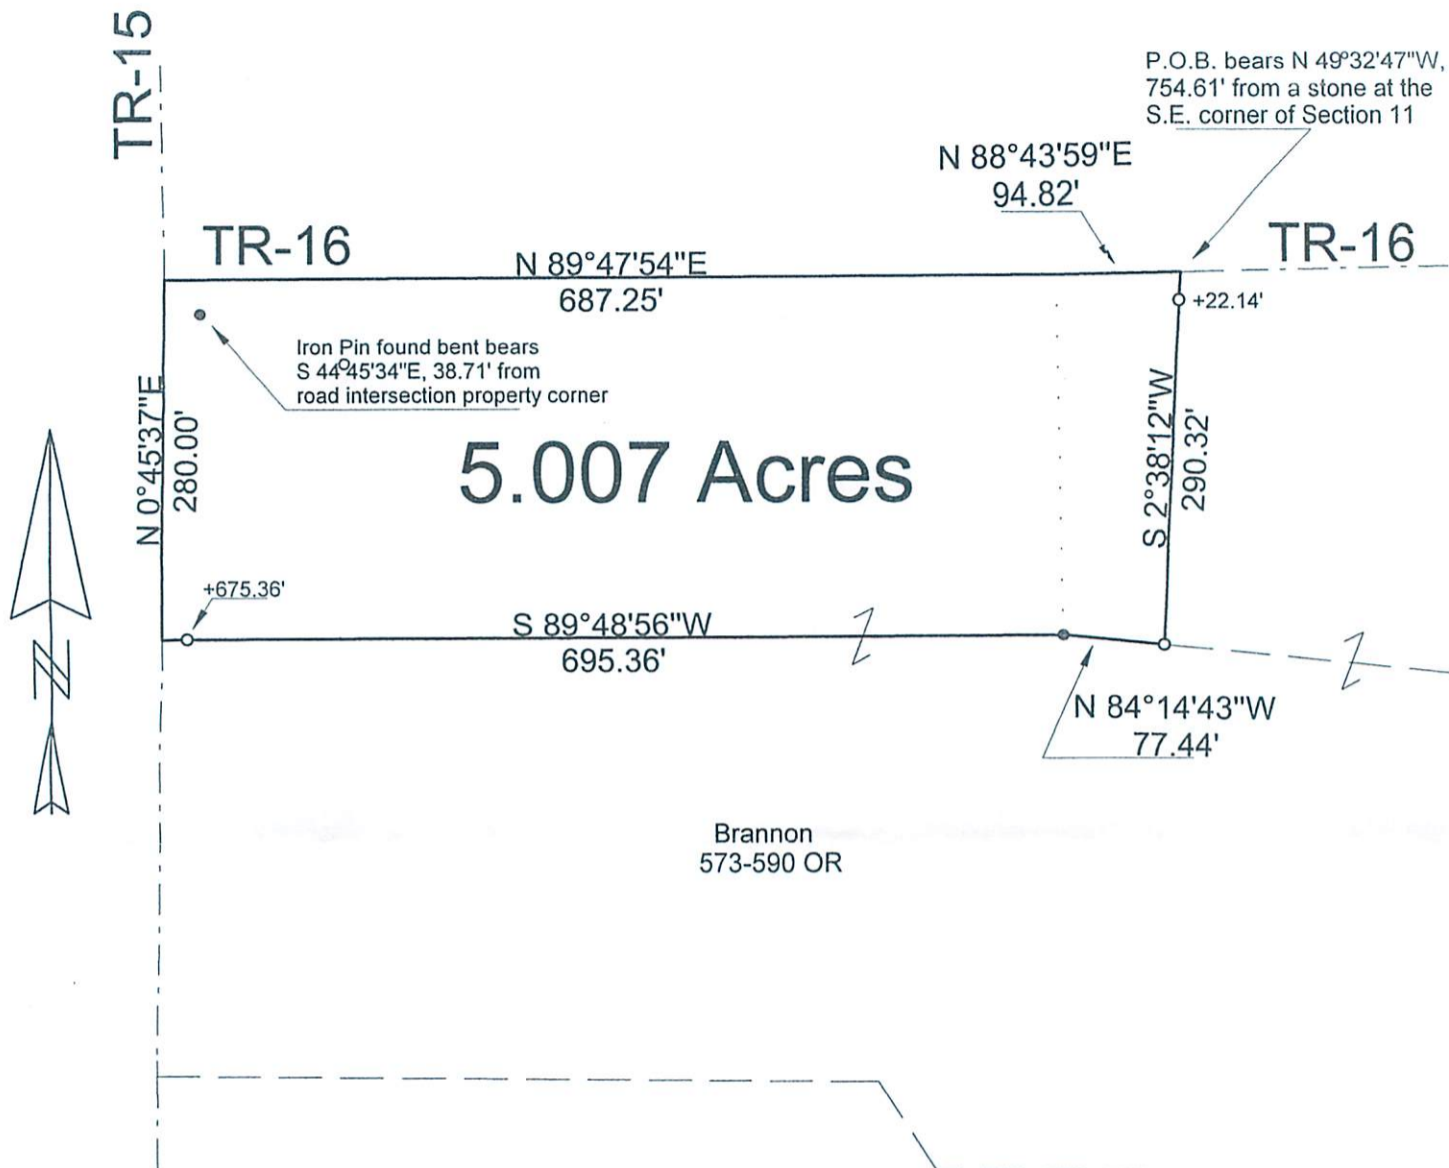 TR-15
P.O.B. bears N 49°32'47"W,
754.61' from a stone at the
S.E. corner of Section 11
N 88°43'59"E
94.82'
TR-16
TR-16
N 89°47'54"E
687.25'
+22.14'
Iron Pin found bent bears
S 44°45'34"E, 38.71' from
road intersection property corner
N 0°45'37"E
280.00'
5.007 Acres
S 2°38'12"W
290.32'
+675.36'
S 89°48'56"W
695.36'
N 84°14'43"W
77.44'
N
Brannon
573-590 OR